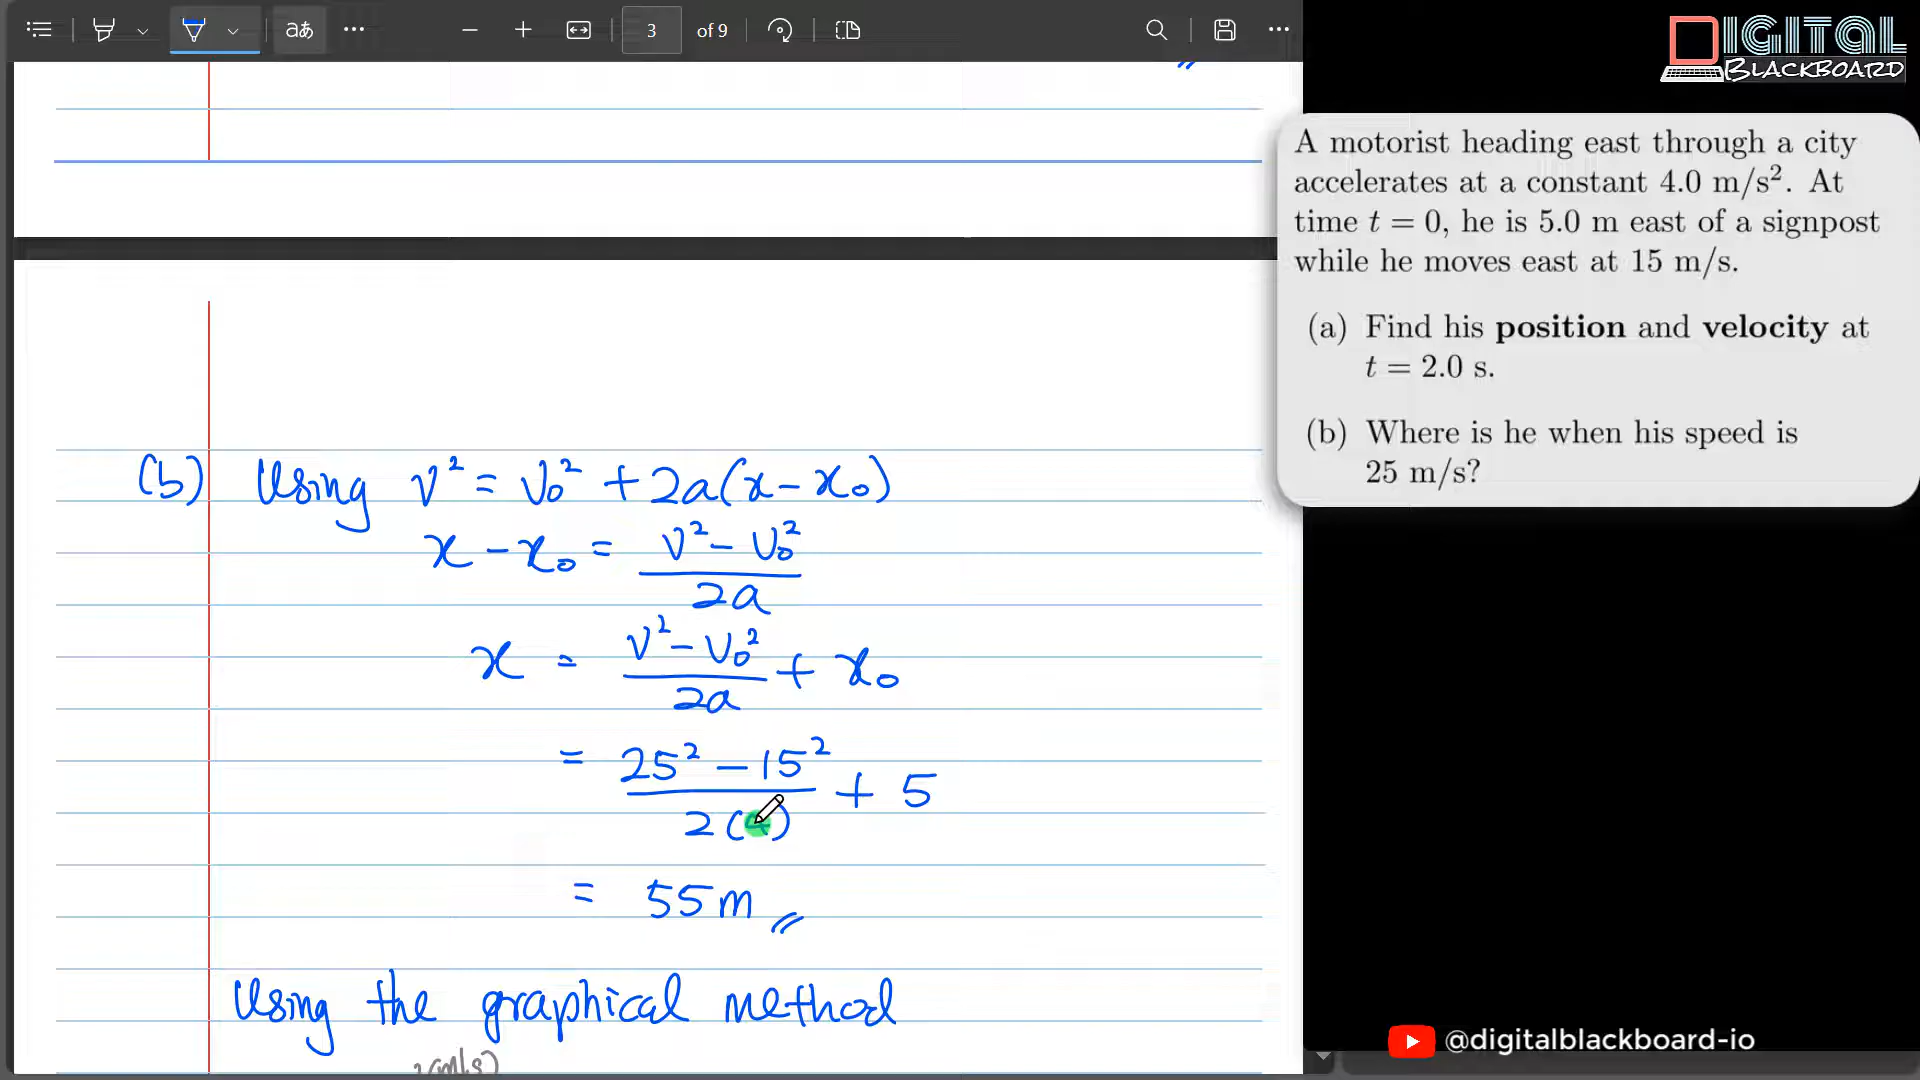 3 of 9
aあ
DIGITAL
BLACKBOARD
A motorist heading east through a city
accelerates at a constant 4.0 m/s². At
time t = 0, he is 5.0 m east of a signpost
while he moves east at 15 m/s.
(a) Find his position and velocity at
t = 2.0 s.
(b) Where is he when his speed is
25 m/s?
(b) Using v² = v₀² + 2a(x - x₀)
x - x₀ = (v² - v₀²) / 2a
x = (v² - v₀²) / 2a + x₀
= (25² - 15²) / 2(4) + 5
= 55 m
Using the graphical method
(m/s)
@digitalblackboard-io